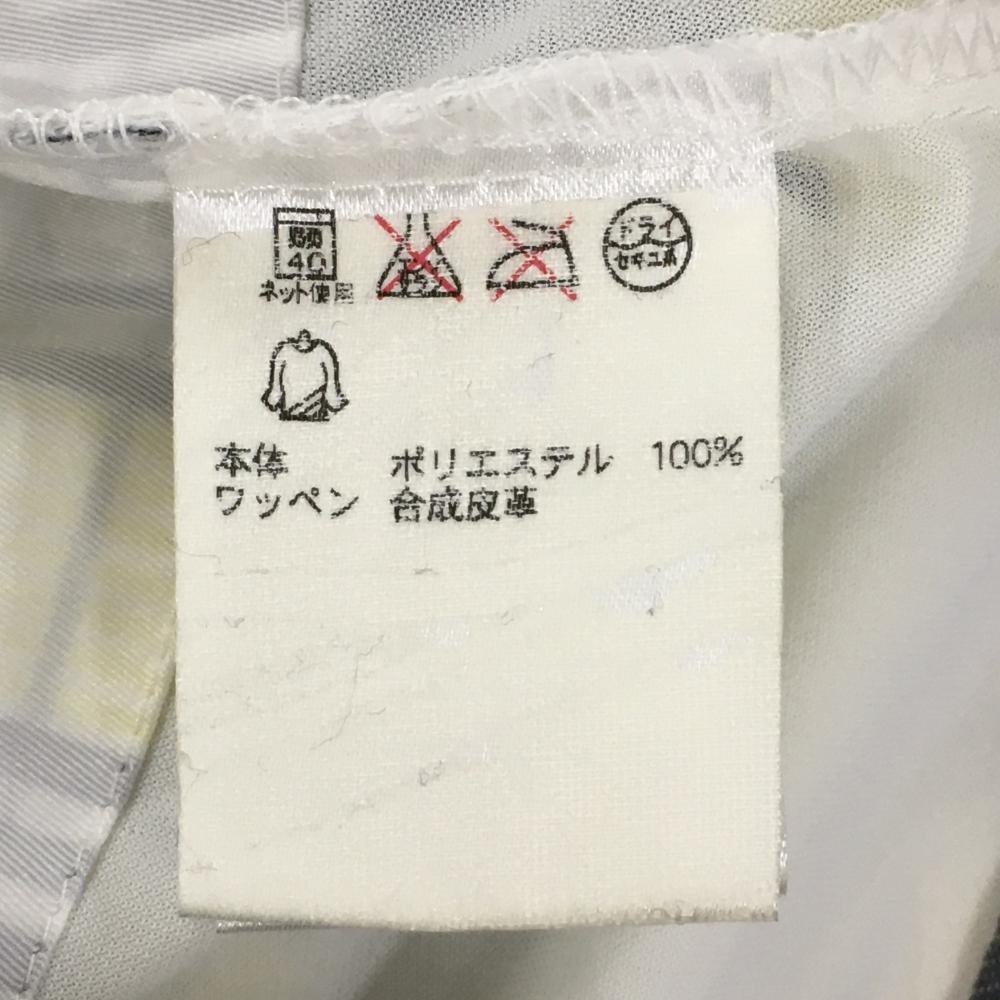 弱
40
ネット使用
ドライ
セキユ系
本体 ポリエステル 100%
ワッペン 合成皮革